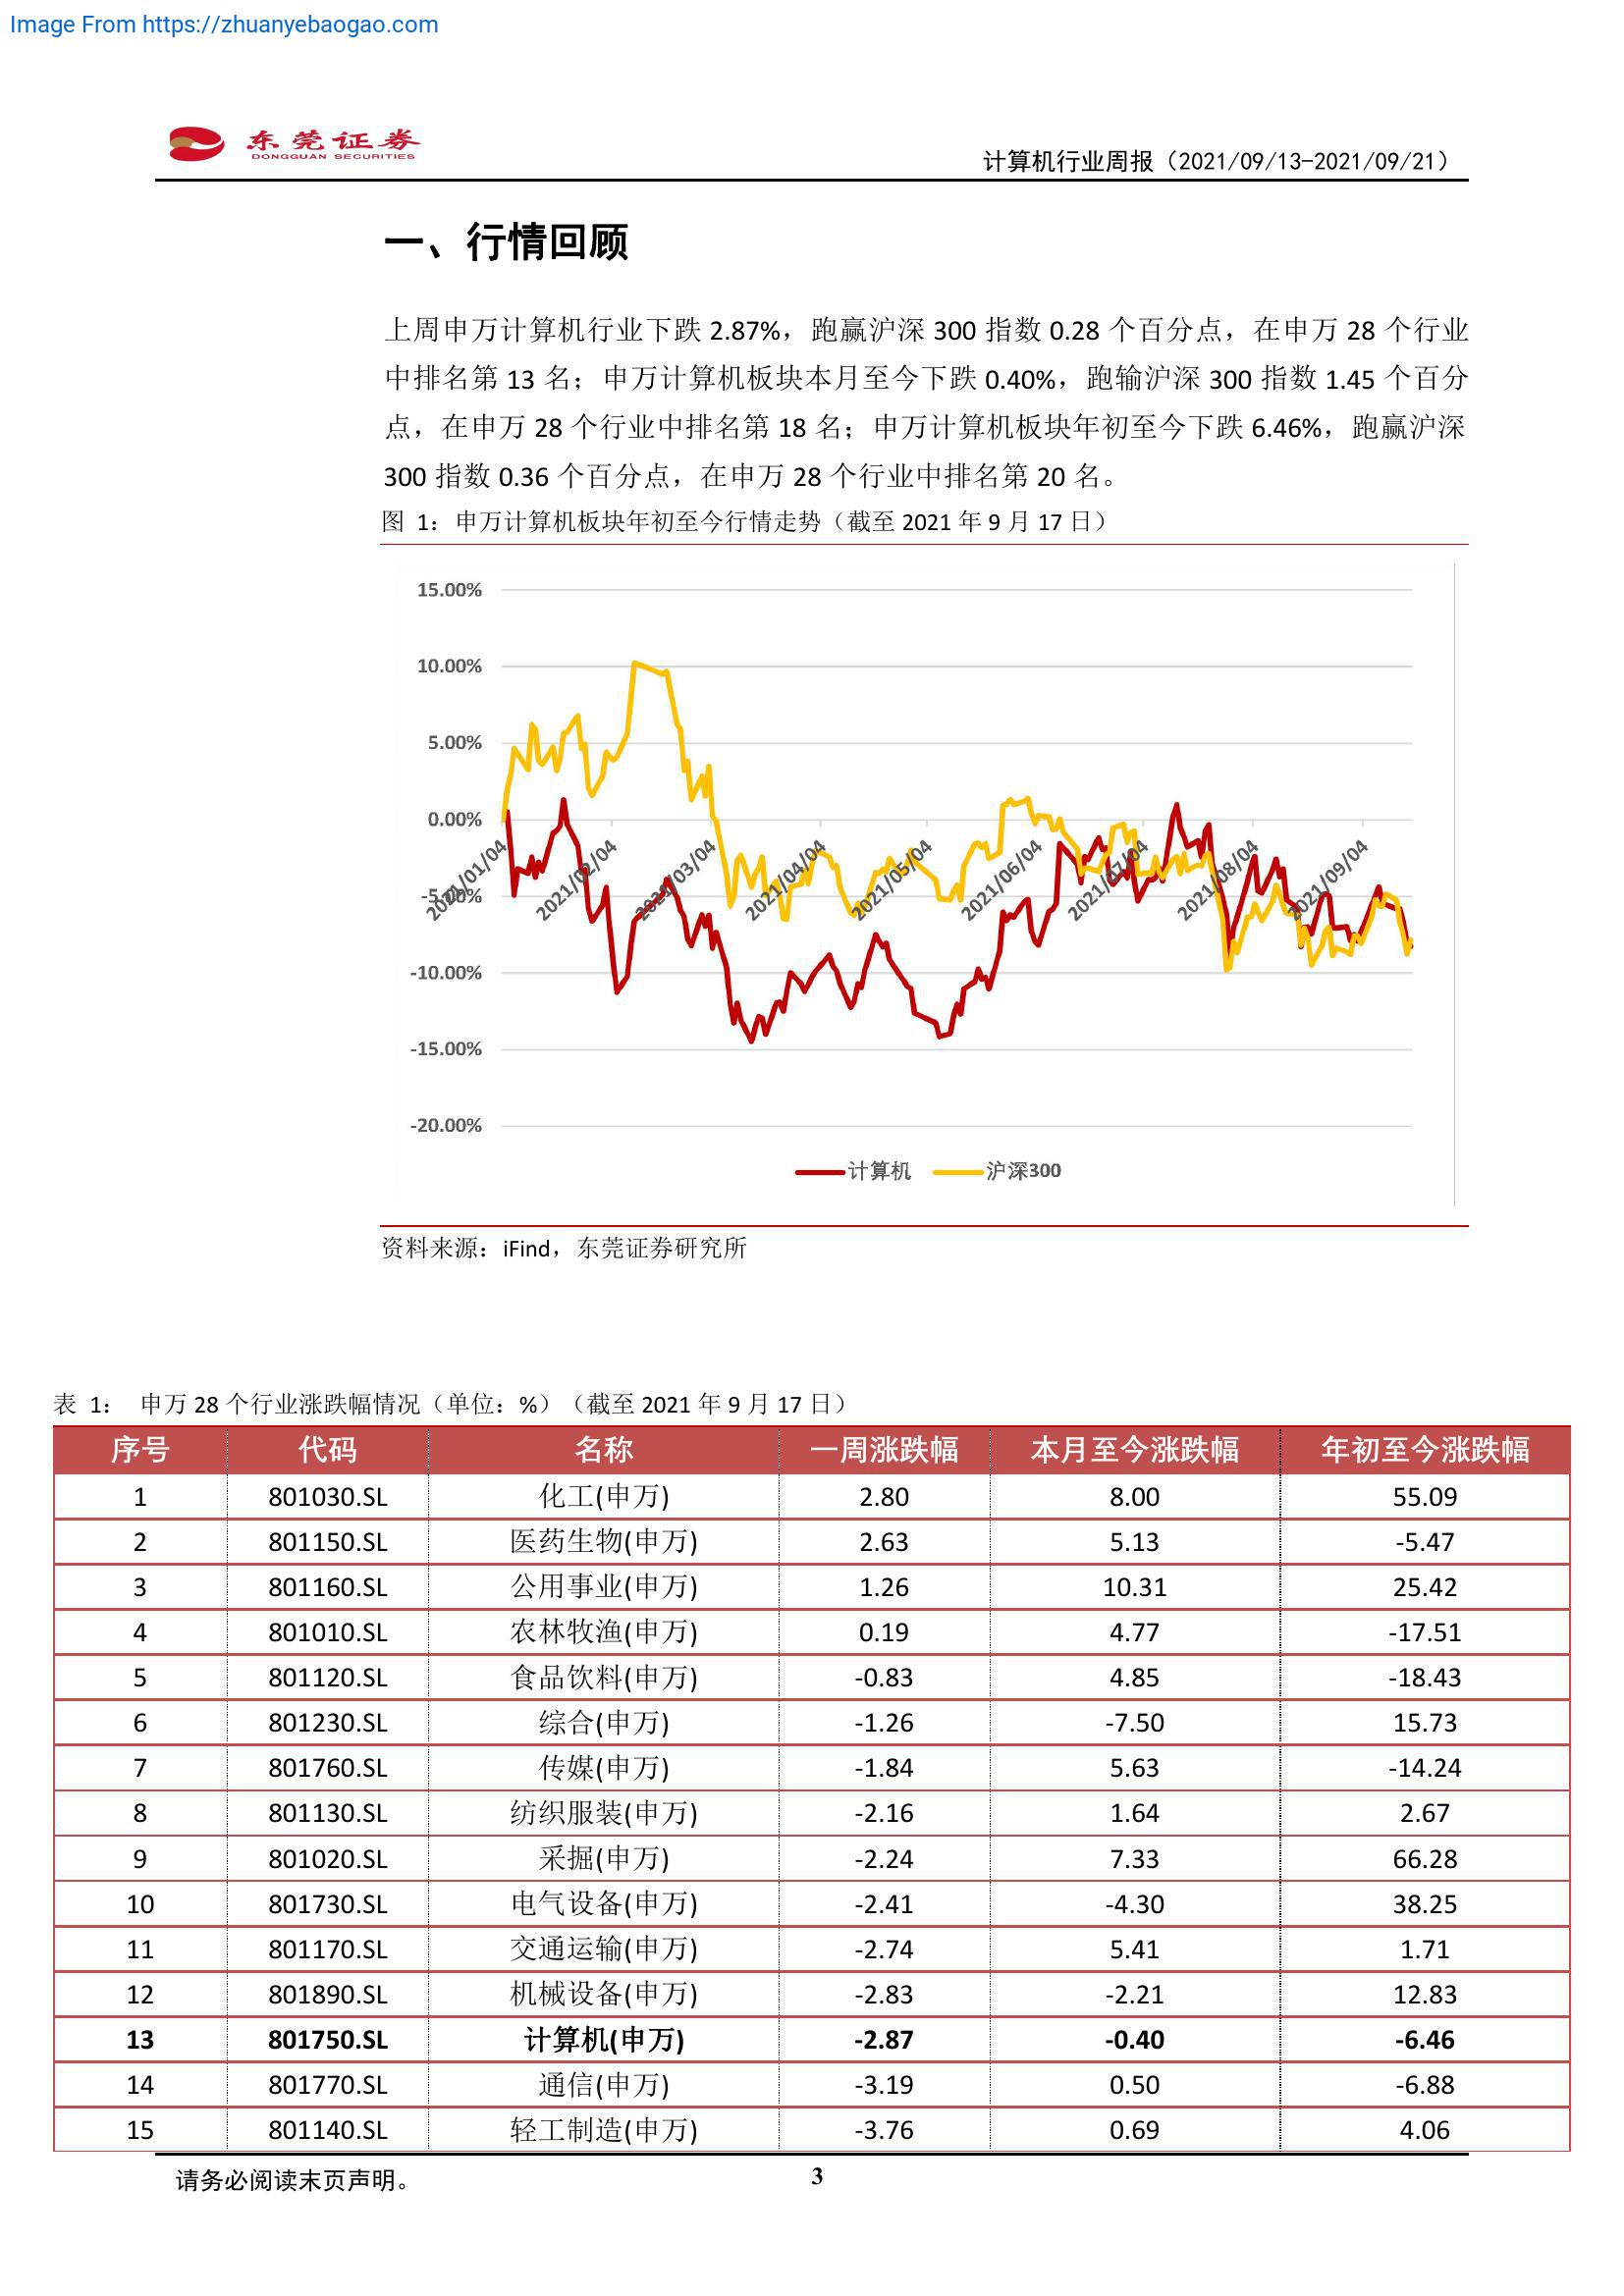 Image From https://zhuanyebaogao.com
东莞证券
DONGGUAN SECURITIES
计算机行业周报（2021/09/13-2021/09/21）
一、行情回顾
上周申万计算机行业下跌 2.87%，跑赢沪深 300 指数 0.28 个百分点，在申万 28 个行业
中排名第 13 名；申万计算机板块本月至今下跌 0.40%，跑输沪深 300 指数 1.45 个百分
点，在申万 28 个行业中排名第 18 名；申万计算机板块年初至今下跌 6.46%，跑赢沪深
300 指数 0.36 个百分点，在申万 28 个行业中排名第 20 名。
图 1：申万计算机板块年初至今行情走势（截至 2021 年 9 月 17 日）
15.00%
10.00%
5.00%
0.00%
-5.00%
-10.00%
-15.00%
-20.00%
2021/01/04 2021/02/04 2021/03/04 2021/04/04 2021/05/04 2021/06/04 2021/07/04 2021/08/04 2021/09/04
计算机 沪深300
资料来源：iFind，东莞证券研究所
表 1： 申万 28 个行业涨跌幅情况（单位：%）（截至 2021 年 9 月 17 日）
序号 代码 名称 一周涨跌幅 本月至今涨跌幅 年初至今涨跌幅
1 801030.SL 化工(申万) 2.80 8.00 55.09
2 801150.SL 医药生物(申万) 2.63 5.13 -5.47
3 801160.SL 公用事业(申万) 1.26 10.31 25.42
4 801010.SL 农林牧渔(申万) 0.19 4.77 -17.51
5 801120.SL 食品饮料(申万) -0.83 4.85 -18.43
6 801230.SL 综合(申万) -1.26 -7.50 15.73
7 801760.SL 传媒(申万) -1.84 5.63 -14.24
8 801130.SL 纺织服装(申万) -2.16 1.64 2.67
9 801020.SL 采掘(申万) -2.24 7.33 66.28
10 801730.SL 电气设备(申万) -2.41 -4.30 38.25
11 801170.SL 交通运输(申万) -2.74 5.41 1.71
12 801890.SL 机械设备(申万) -2.83 -2.21 12.83
13 801750.SL 计算机(申万) -2.87 -0.40 -6.46
14 801770.SL 通信(申万) -3.19 0.50 -6.88
15 801140.SL 轻工制造(申万) -3.76 0.69 4.06
请务必阅读末页声明。
3